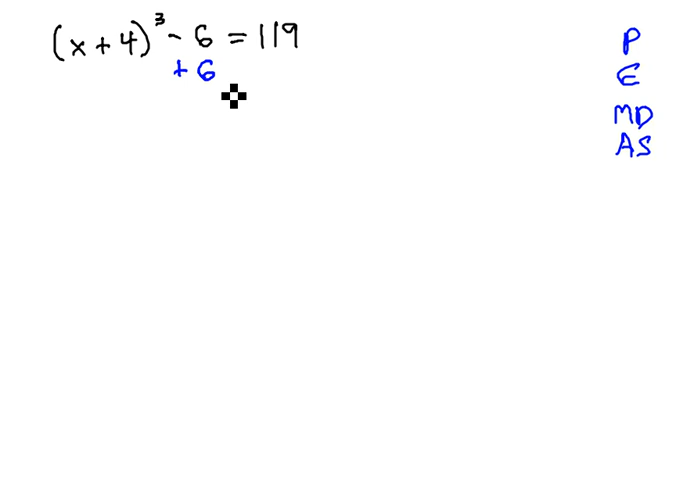 (x + 4)³ - 6 = 119
+ 6
P
E
MD
AS